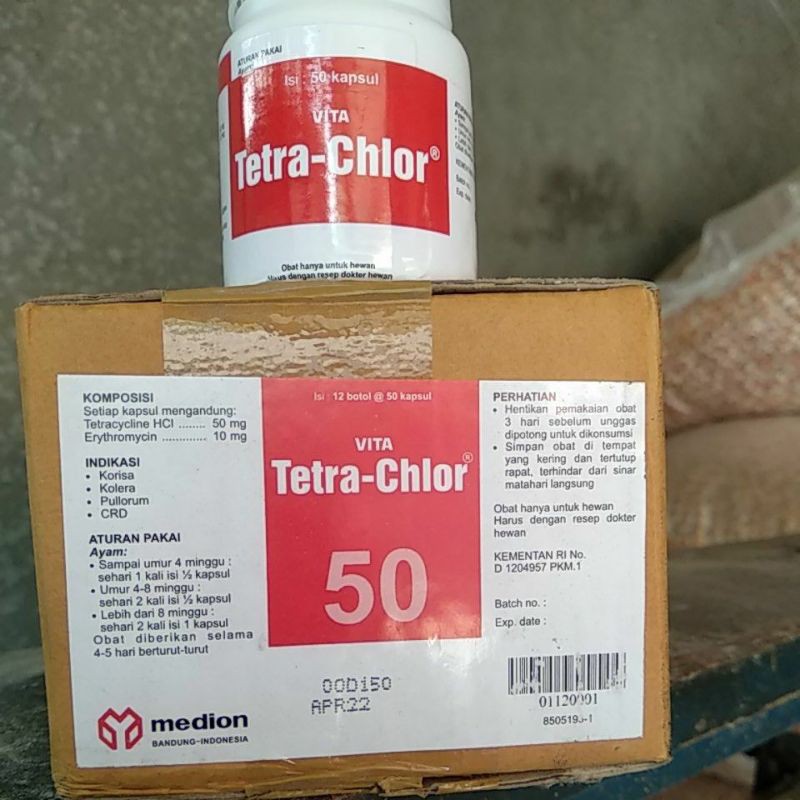 ATURAN PAKAI
Isi : 50 kapsul
VITA
Tetra-Chlor®
Obat hanya untuk hewan
Harus dengan resep dokter hewan
KOMPOSISI
Setiap kapsul mengandung:
Tetracycline HCl ........ 50 mg
Erythromycin ............. 10 mg
INDIKASI
• Korisa
• Kolera
• Pullorum
• CRD
ATURAN PAKAI
Ayam:
• Sampai umur 4 minggu :
sehari 1 kali isi ½ kapsul
• Umur 4-8 minggu :
sehari 2 kali isi ½ kapsul
• Lebih dari 8 minggu :
sehari 2 kali isi 1 kapsul
Obat diberikan selama
4-5 hari berturut-turut
medion
BANDUNG-INDONESIA
Isi : 12 botol @ 50 kapsul
VITA
Tetra-Chlor®
50
00D150
APR22
PERHATIAN
• Hentikan pemakaian obat
3 hari sebelum unggas
dipotong untuk dikonsumsi
• Simpan obat di tempat
yang kering dan tertutup
rapat, terhindar dari sinar
matahari langsung
Obat hanya untuk hewan
Harus dengan resep dokter
hewan
KEMENTAN RI No.
D 1204957 PKM.1
Batch no. :
Exp. date :
01120901
850519-1